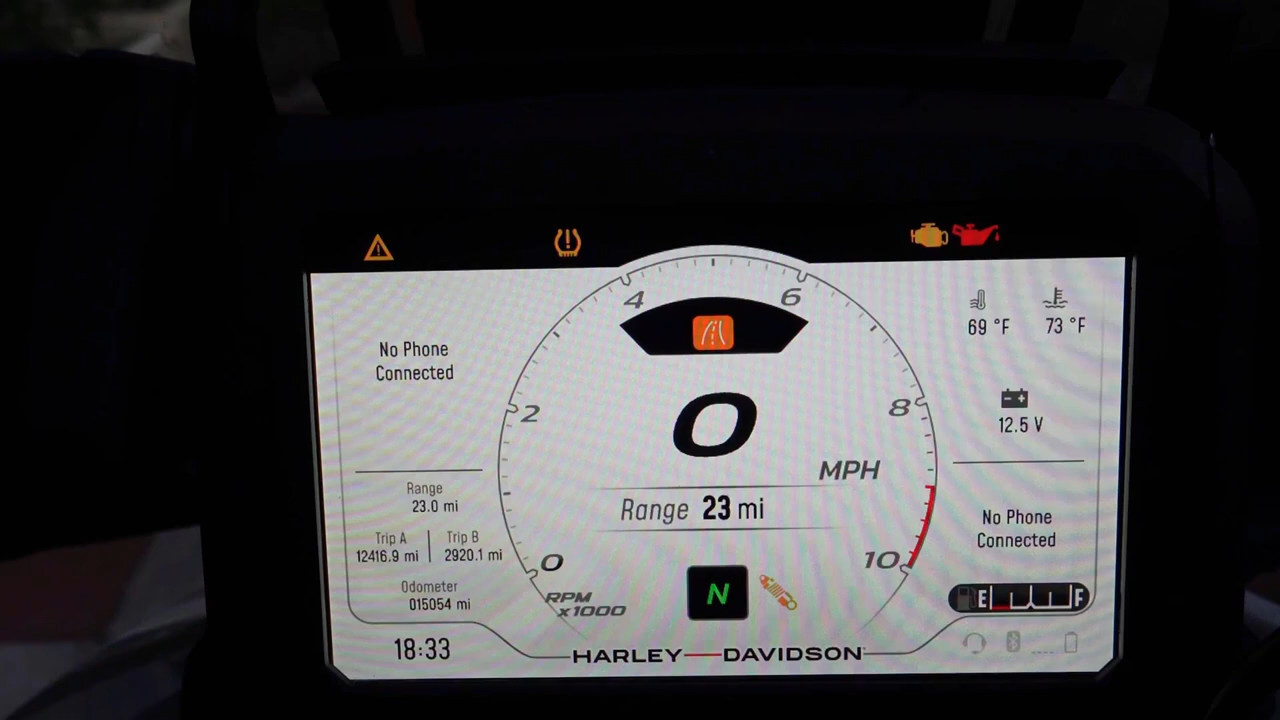 4
6
69 °F
73 °F
No Phone
Connected
2
0
8
12.5 V
MPH
Range
23.0 mi
Range 23 mi
No Phone
Connected
Trip A
12416.9 mi
Trip B
2920.1 mi
0
10
Odometer
015054 mi
RPM
x1000
N
E
F
18:33
HARLEY-DAVIDSON